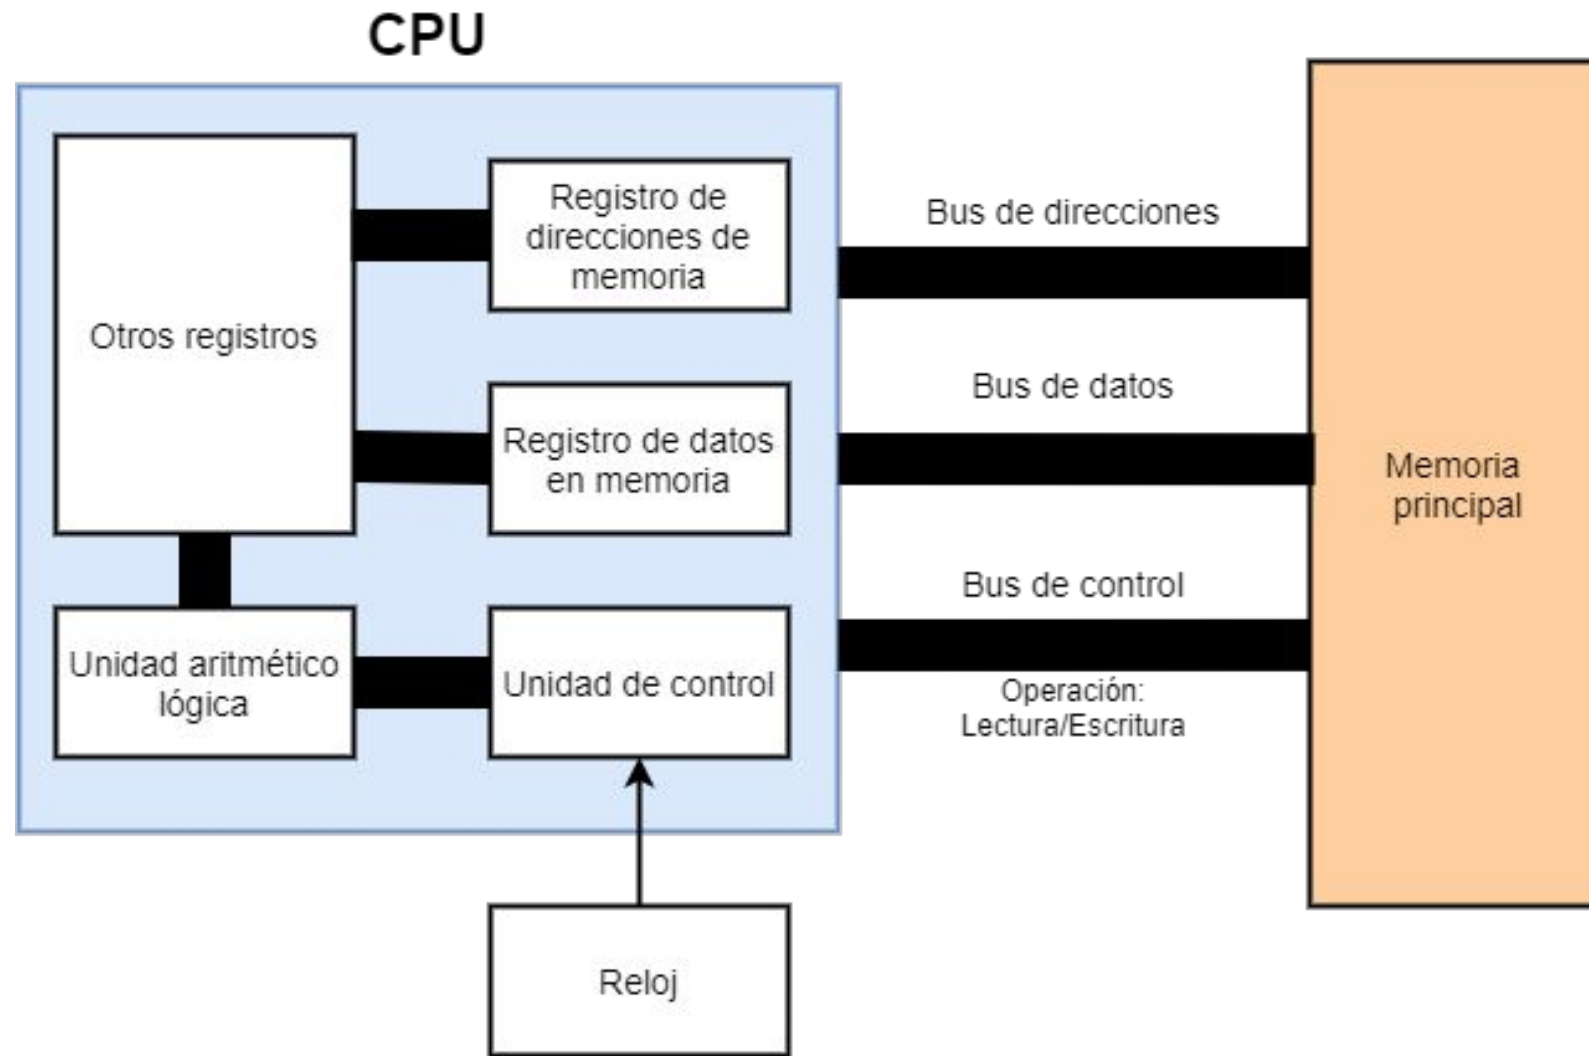 CPU
Registro de
direcciones de
memoria
Otros registros
Registro de datos
en memoria
Unidad aritmético
lógica
Unidad de control
Reloj
Bus de direcciones
Bus de datos
Bus de control
Operación:
Lectura/Escritura
Memoria
principal